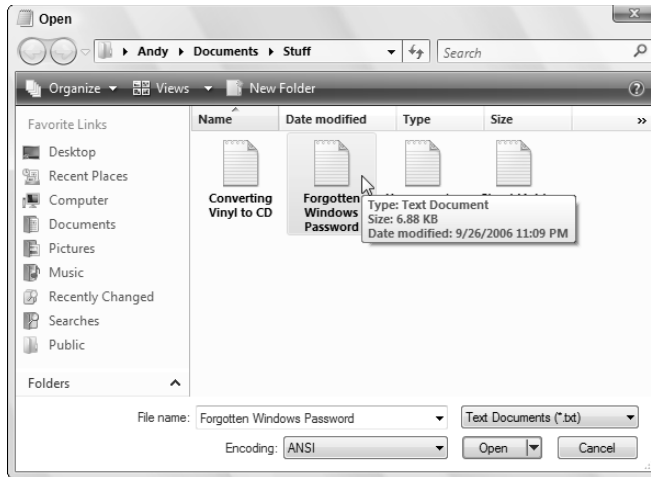 Open
Andy Documents Stuff Search
Organize Views New Folder
Favorite Links
Name Date modified Type Size »
Desktop
Recent Places
Computer
Documents
Pictures
Music
Recently Changed
Searches
Public
Converting
Vinyl to CD
Forgotten
Windows
Password
Type: Text Document
Size: 6.88 KB
Date modified: 9/26/2006 11:09 PM
Folders
File name: Forgotten Windows Password Text Documents (*.txt)
Encoding: ANSI Open Cancel